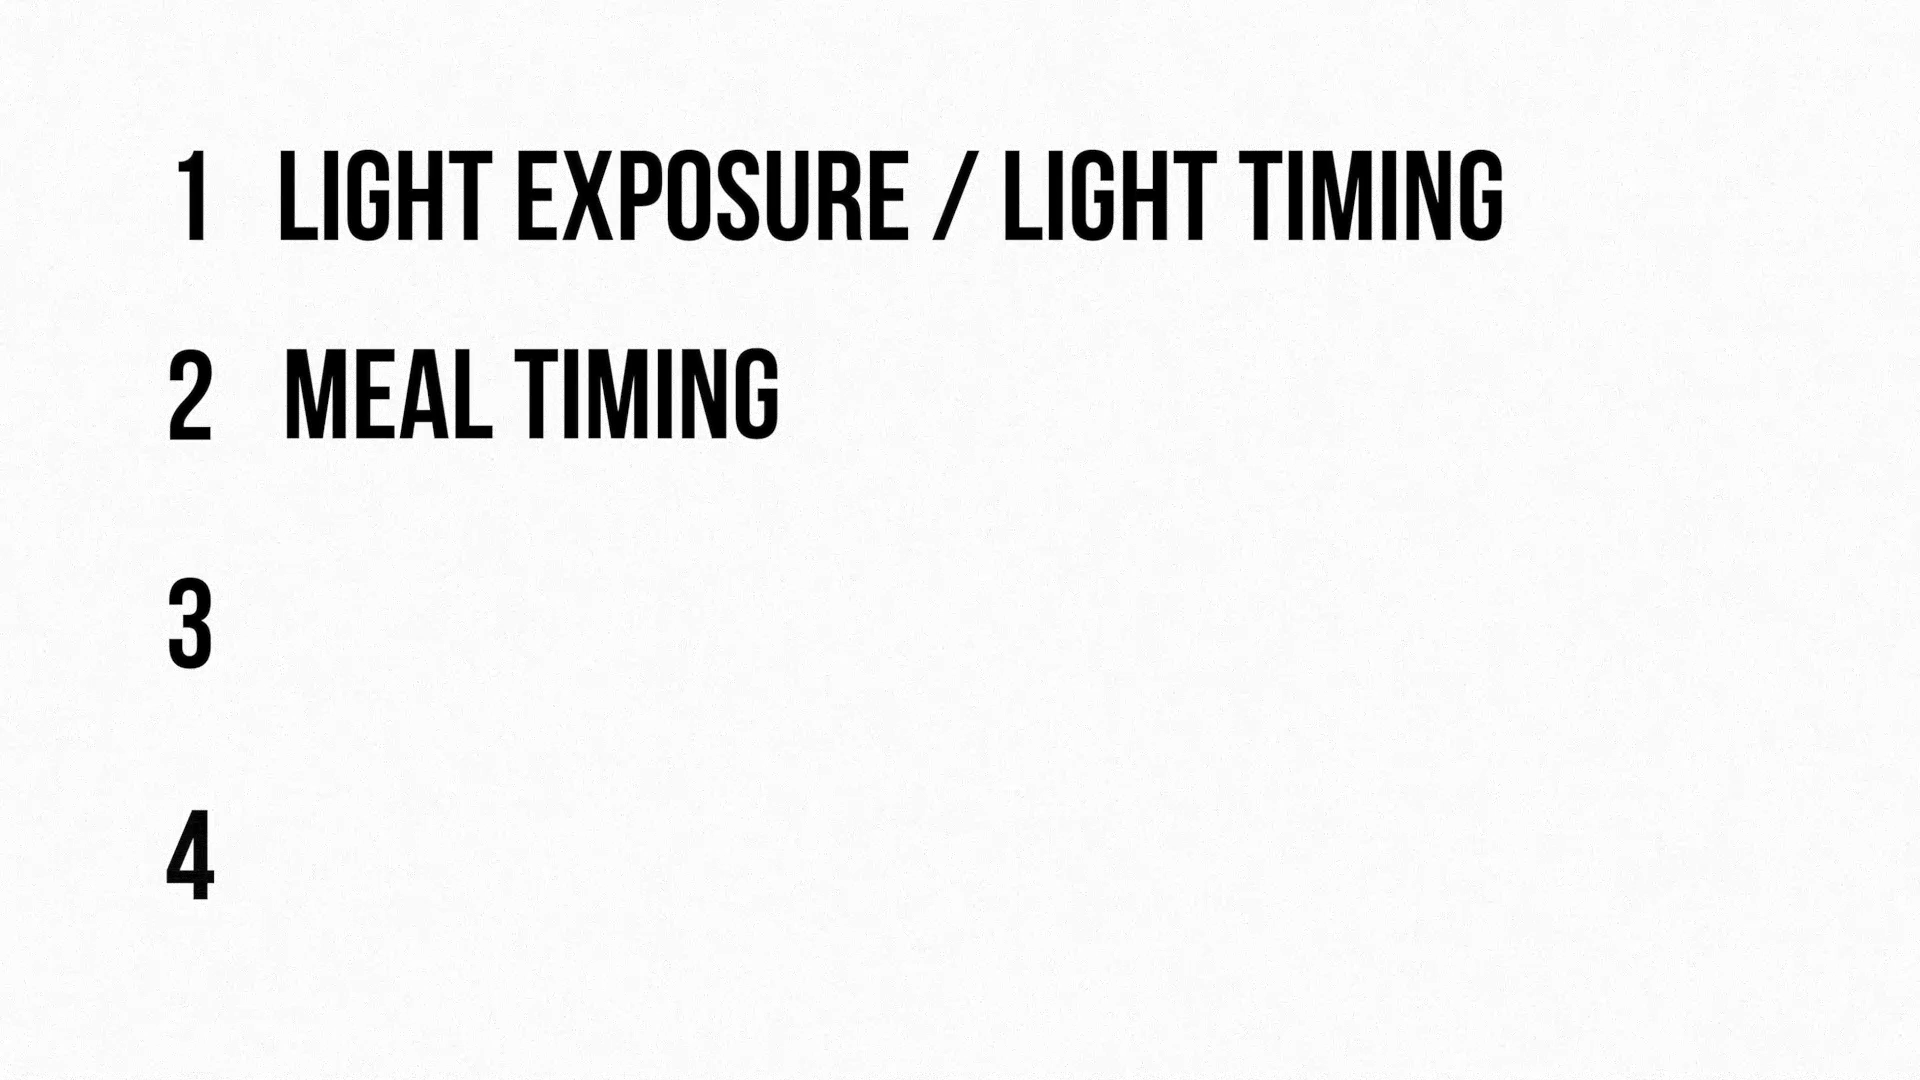 1 LIGHT EXPOSURE / LIGHT TIMING
2 MEAL TIMING
3
4